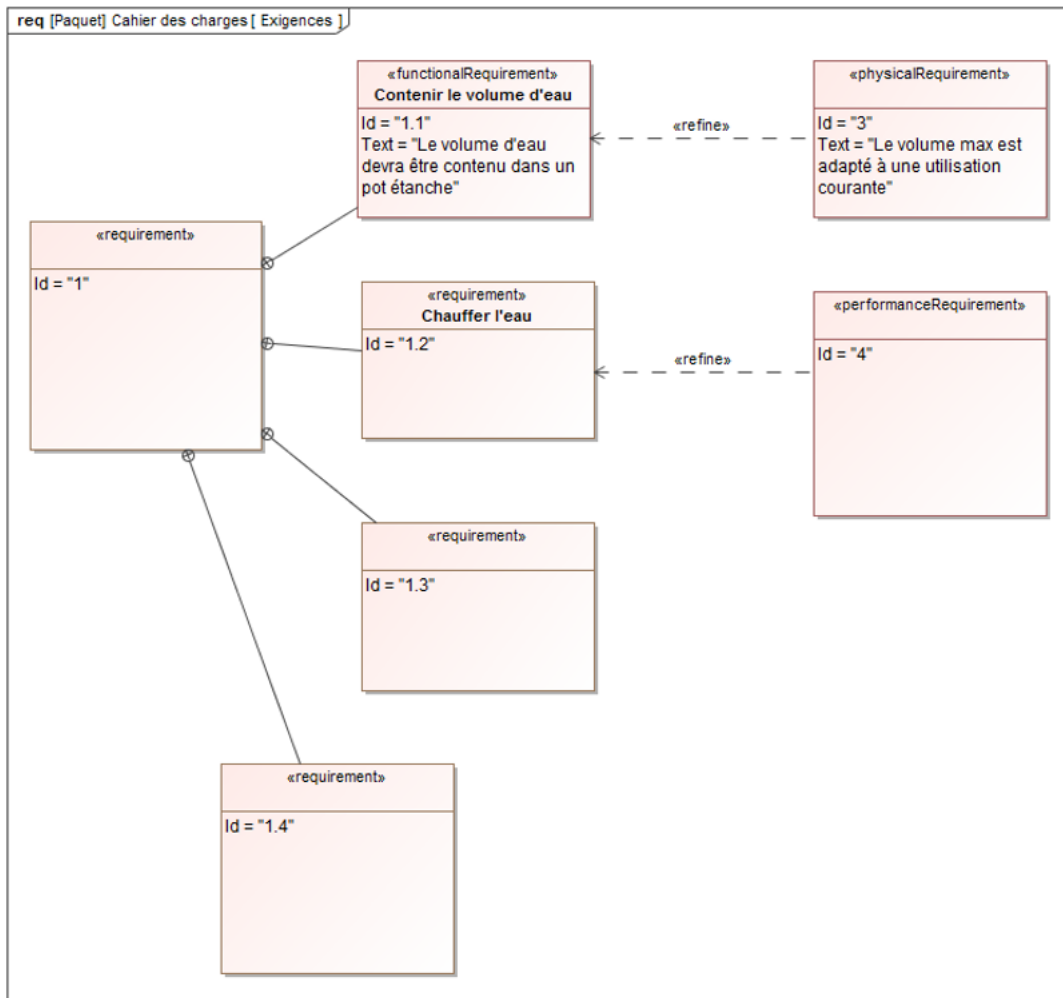 req [Paquet] Cahier des charges [ Exigences ]
«functionalRequirement»
Contenir le volume d'eau
Id = "1.1"
Text = "Le volume d'eau
devra être contenu dans un
pot étanche"
«refine»
«physicalRequirement»
Id = "3"
Text = "Le volume max est
adapté à une utilisation
courante"
«requirement»
Id = "1"
«requirement»
Chauffer l'eau
Id = "1.2"
«refine»
«performanceRequirement»
Id = "4"
«requirement»
Id = "1.3"
«requirement»
Id = "1.4"